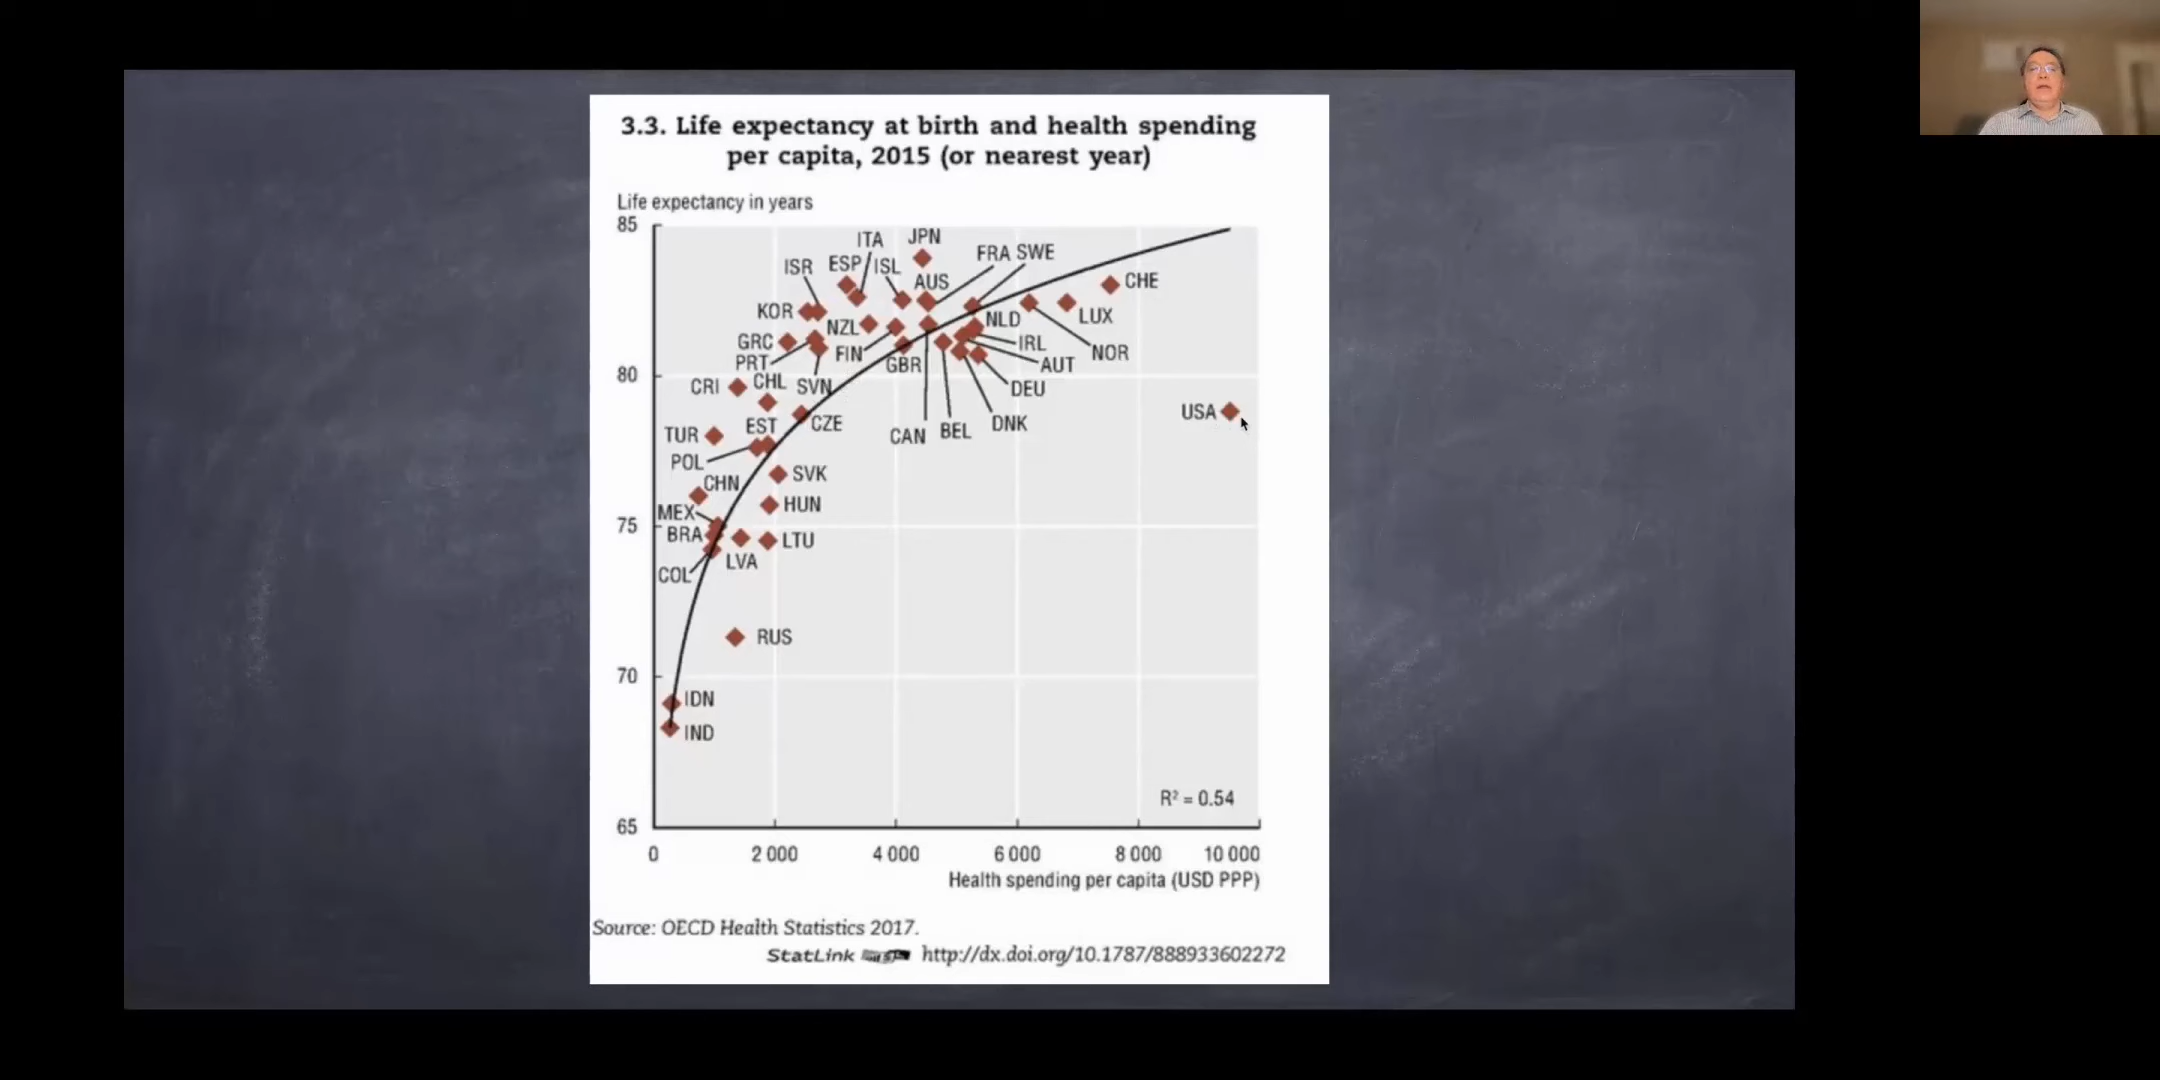 3.3. Life expectancy at birth and health spending
per capita, 2015 (or nearest year)
Life expectancy in years
85
80
75
70
65
ITA
JPN
FRA SWE
ISR
ESP
ISL
AUS
CHE
KOR
NZL
NLD
LUX
GRC
PRT
FIN
GBR
IRL
AUT
NOR
CRI
CHL
SVN
DEU
USA
TUR
EST
CZE
CAN
BEL
DNK
POL
SVK
CHN
MEX
HUN
BRA
LTU
COL
LVA
RUS
IDN
IND
R² = 0.54
0
2 000
4 000
6 000
8 000
10 000
Health spending per capita (USD PPP)
Source: OECD Health Statistics 2017.
StatLink http://dx.doi.org/10.1787/888933602272